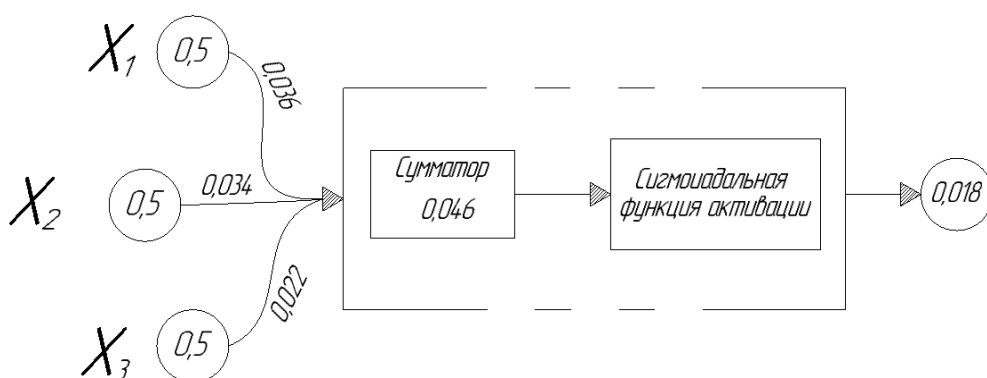 X1
0,5
0,036
X2
0,5
0,034
X3
0,5
0,022
Сумматор
0,046
Сигмоиадальная
функция активации
0,018